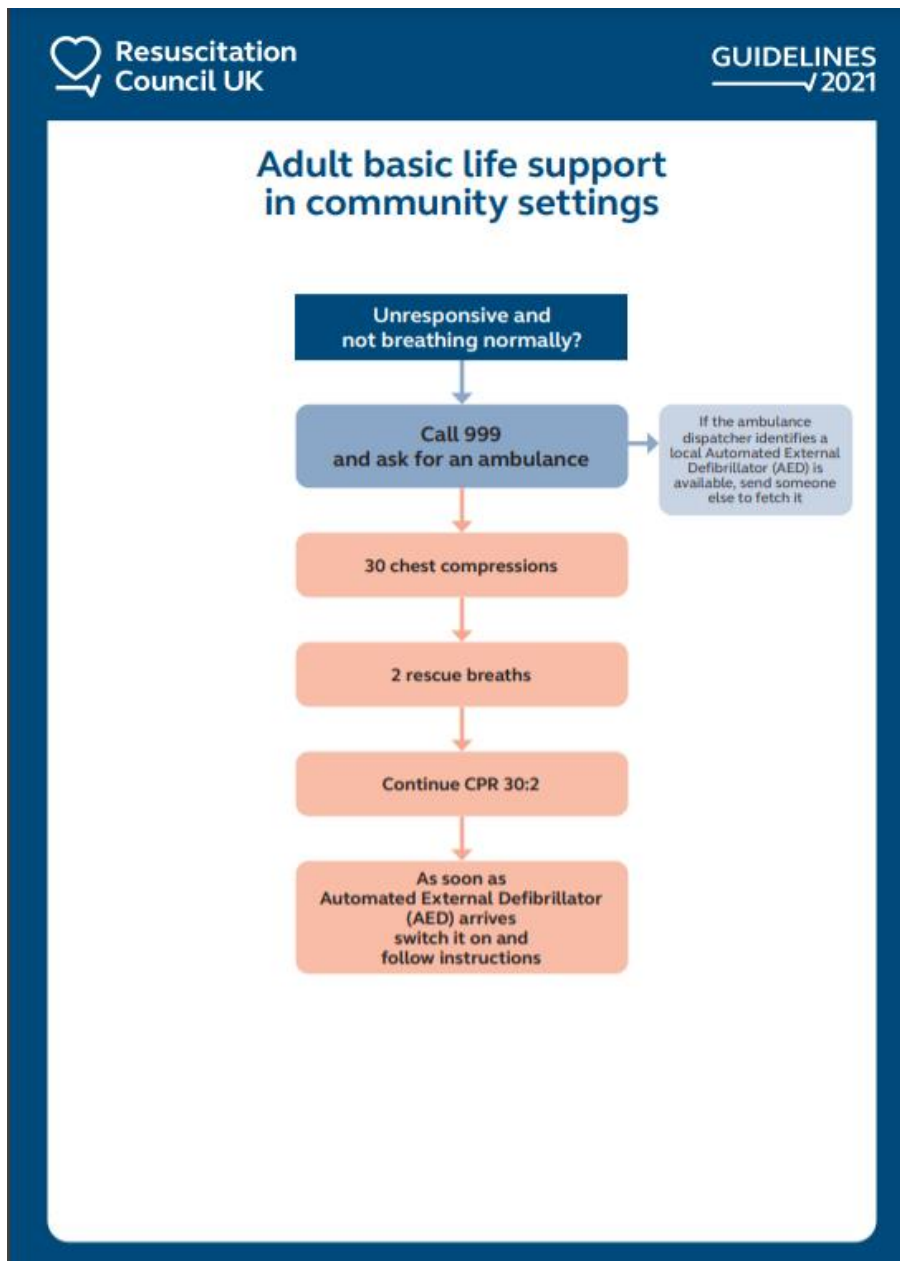 Resuscitation
Council UK
GUIDELINES
2021
Adult basic life support
in community settings
Unresponsive and
not breathing normally?
Call 999
and ask for an ambulance
If the ambulance
dispatcher identifies a
local Automated External
Defibrillator (AED) is
available, send someone
else to fetch it
30 chest compressions
2 rescue breaths
Continue CPR 30:2
As soon as
Automated External Defibrillator
(AED) arrives
switch it on and
follow instructions